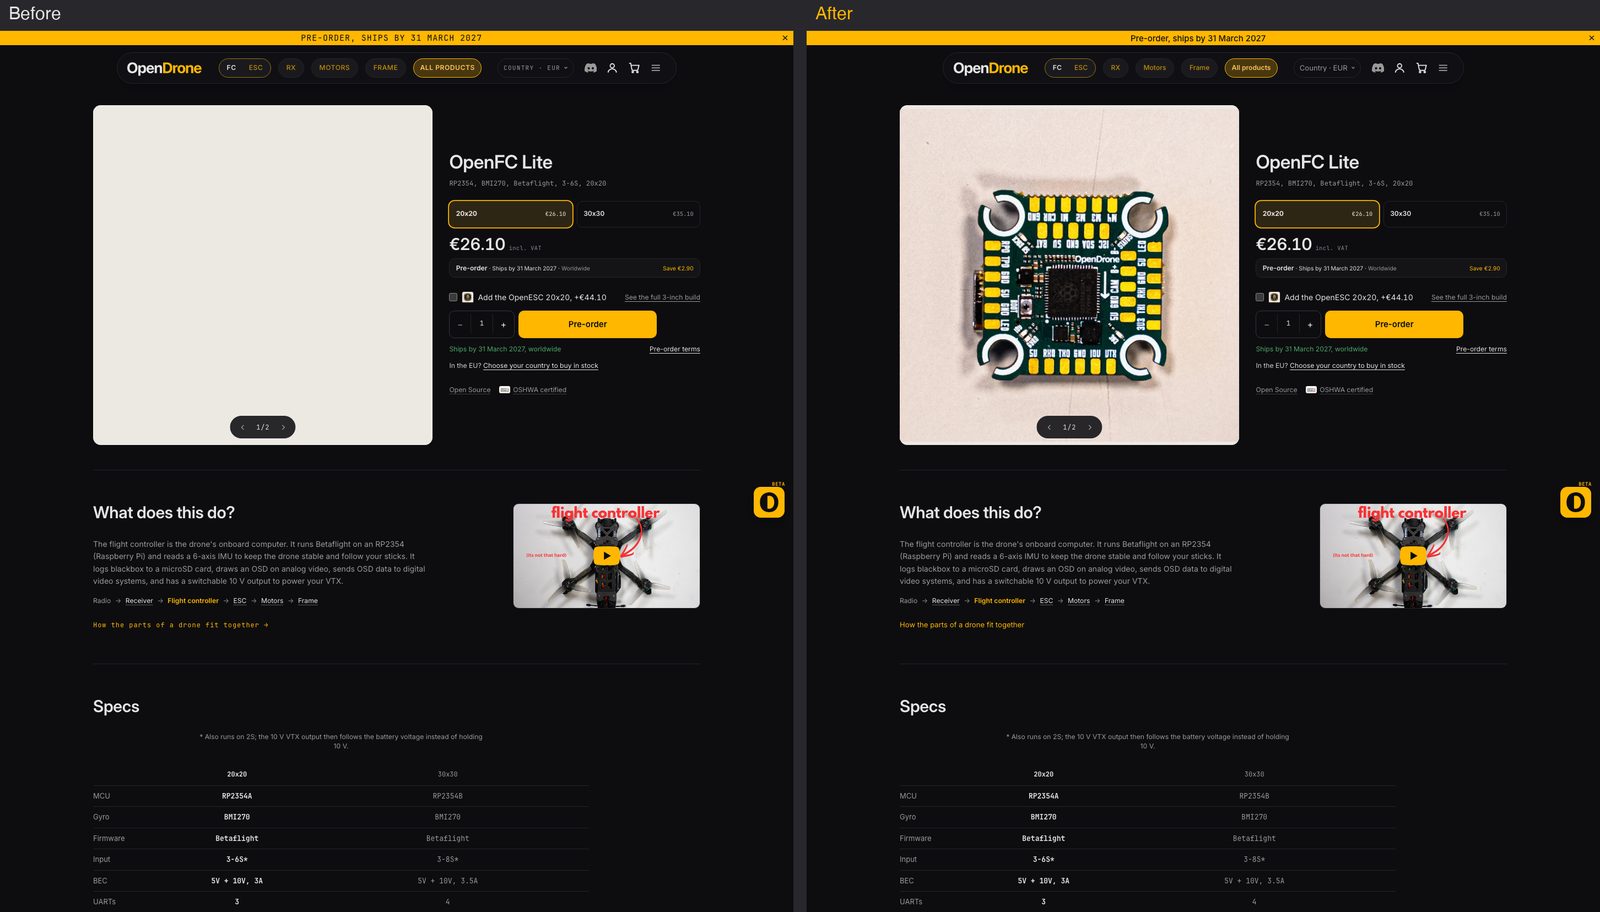 Before
PRE-ORDER, SHIPS BY 31 MARCH 2027 ×
OpenDrone FC ESC RX MOTORS FRAME ALL PRODUCTS COUNTRY · EUR
OpenFC Lite
RP2354, BMI270, Betaflight, 3-6S, 20x20
20x20 €26.10 30x30 €35.10
€26.10 incl. VAT
Pre-order · Ships by 31 March 2027 · Worldwide Save €2.90
Add the OpenESC 20x20, +€44.10 See the full 3-inch build
− 1 + Pre-order
Ships by 31 March 2027, worldwide Pre-order terms
In the EU? Choose your country to buy in stock
Open Source OSHWA certified
‹ 1/2 ›
BETA
What does this do?
The flight controller is the drone's onboard computer. It runs Betaflight on an RP2354
(Raspberry Pi) and reads a 6-axis IMU to keep the drone stable and follow your sticks. It
logs blackbox to a microSD card, draws an OSD on analog video, sends OSD data to digital
video systems, and has a switchable 10 V output to power your VTX.
Radio → Receiver → Flight controller → ESC → Motors → Frame
How the parts of a drone fit together →
flight controller
(its not that hard)
Specs
* Also runs on 2S; the 10 V VTX output then follows the battery voltage instead of holding
10 V.
20x20 30x30
MCU RP2354A RP2354B
Gyro BMI270 BMI270
Firmware Betaflight Betaflight
Input 3-6S* 3-8S*
BEC 5V + 10V, 3A 5V + 10V, 3.5A
UARTs 3 4
After
Pre-order, ships by 31 March 2027 ×
OpenDrone FC ESC RX Motors Frame All products Country · EUR
OpenDrone
5V RX0 TX0 GND IOU VTX
OpenFC Lite
RP2354, BMI270, Betaflight, 3-6S, 20x20
20x20 €26.10 30x30 €35.10
€26.10 incl. VAT
Pre-order · Ships by 31 March 2027 · Worldwide Save €2.90
Add the OpenESC 20x20, +€44.10 See the full 3-inch build
− 1 + Pre-order
Ships by 31 March 2027, worldwide Pre-order terms
In the EU? Choose your country to buy in stock
Open Source OSHWA certified
‹ 1/2 ›
BETA
What does this do?
The flight controller is the drone's onboard computer. It runs Betaflight on an RP2354
(Raspberry Pi) and reads a 6-axis IMU to keep the drone stable and follow your sticks. It
logs blackbox to a microSD card, draws an OSD on analog video, sends OSD data to digital
video systems, and has a switchable 10 V output to power your VTX.
Radio → Receiver → Flight controller → ESC → Motors → Frame
How the parts of a drone fit together
flight controller
(its not that hard)
Specs
* Also runs on 2S; the 10 V VTX output then follows the battery voltage instead of holding
10 V.
20x20 30x30
MCU RP2354A RP2354B
Gyro BMI270 BMI270
Firmware Betaflight Betaflight
Input 3-6S* 3-8S*
BEC 5V + 10V, 3A 5V + 10V, 3.5A
UARTs 3 4